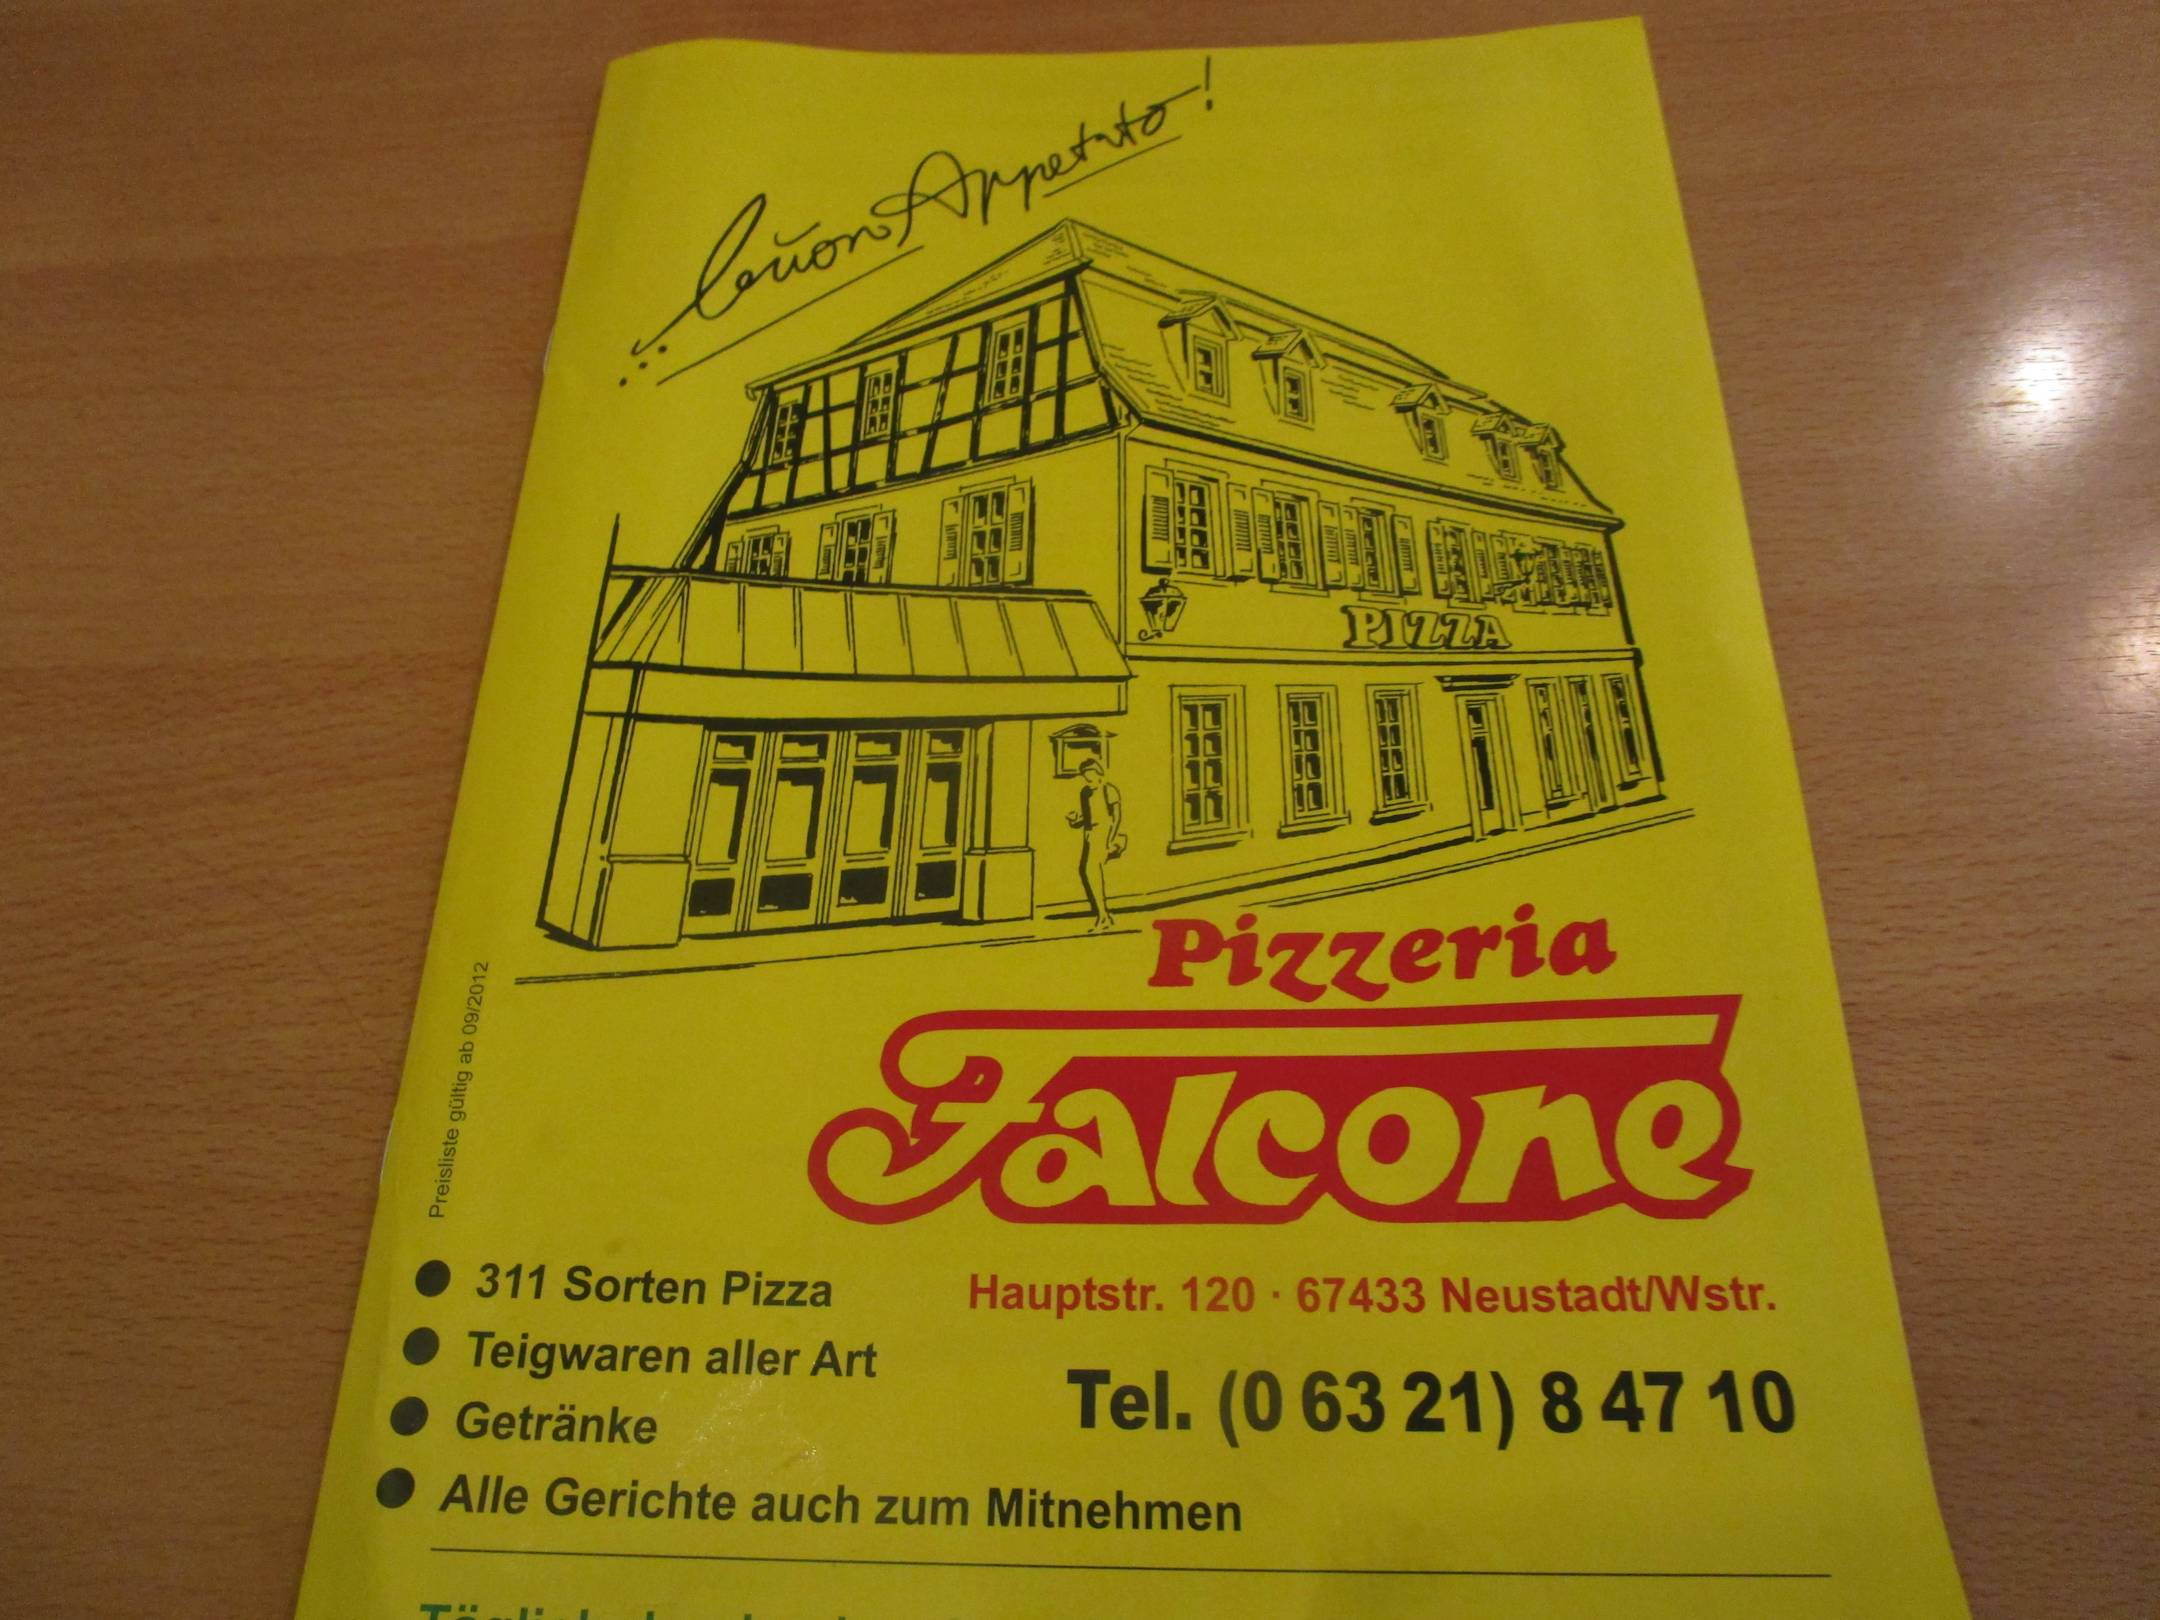 Buon Appetato!
PIZZA
Pizzeria
Falcone
Preisliste gültig ab 09/2012
Hauptstr. 120 · 67433 Neustadt/Wstr.
Tel. (0 63 21) 8 47 10
311 Sorten Pizza
Teigwaren aller Art
Getränke
Alle Gerichte auch zum Mitnehmen